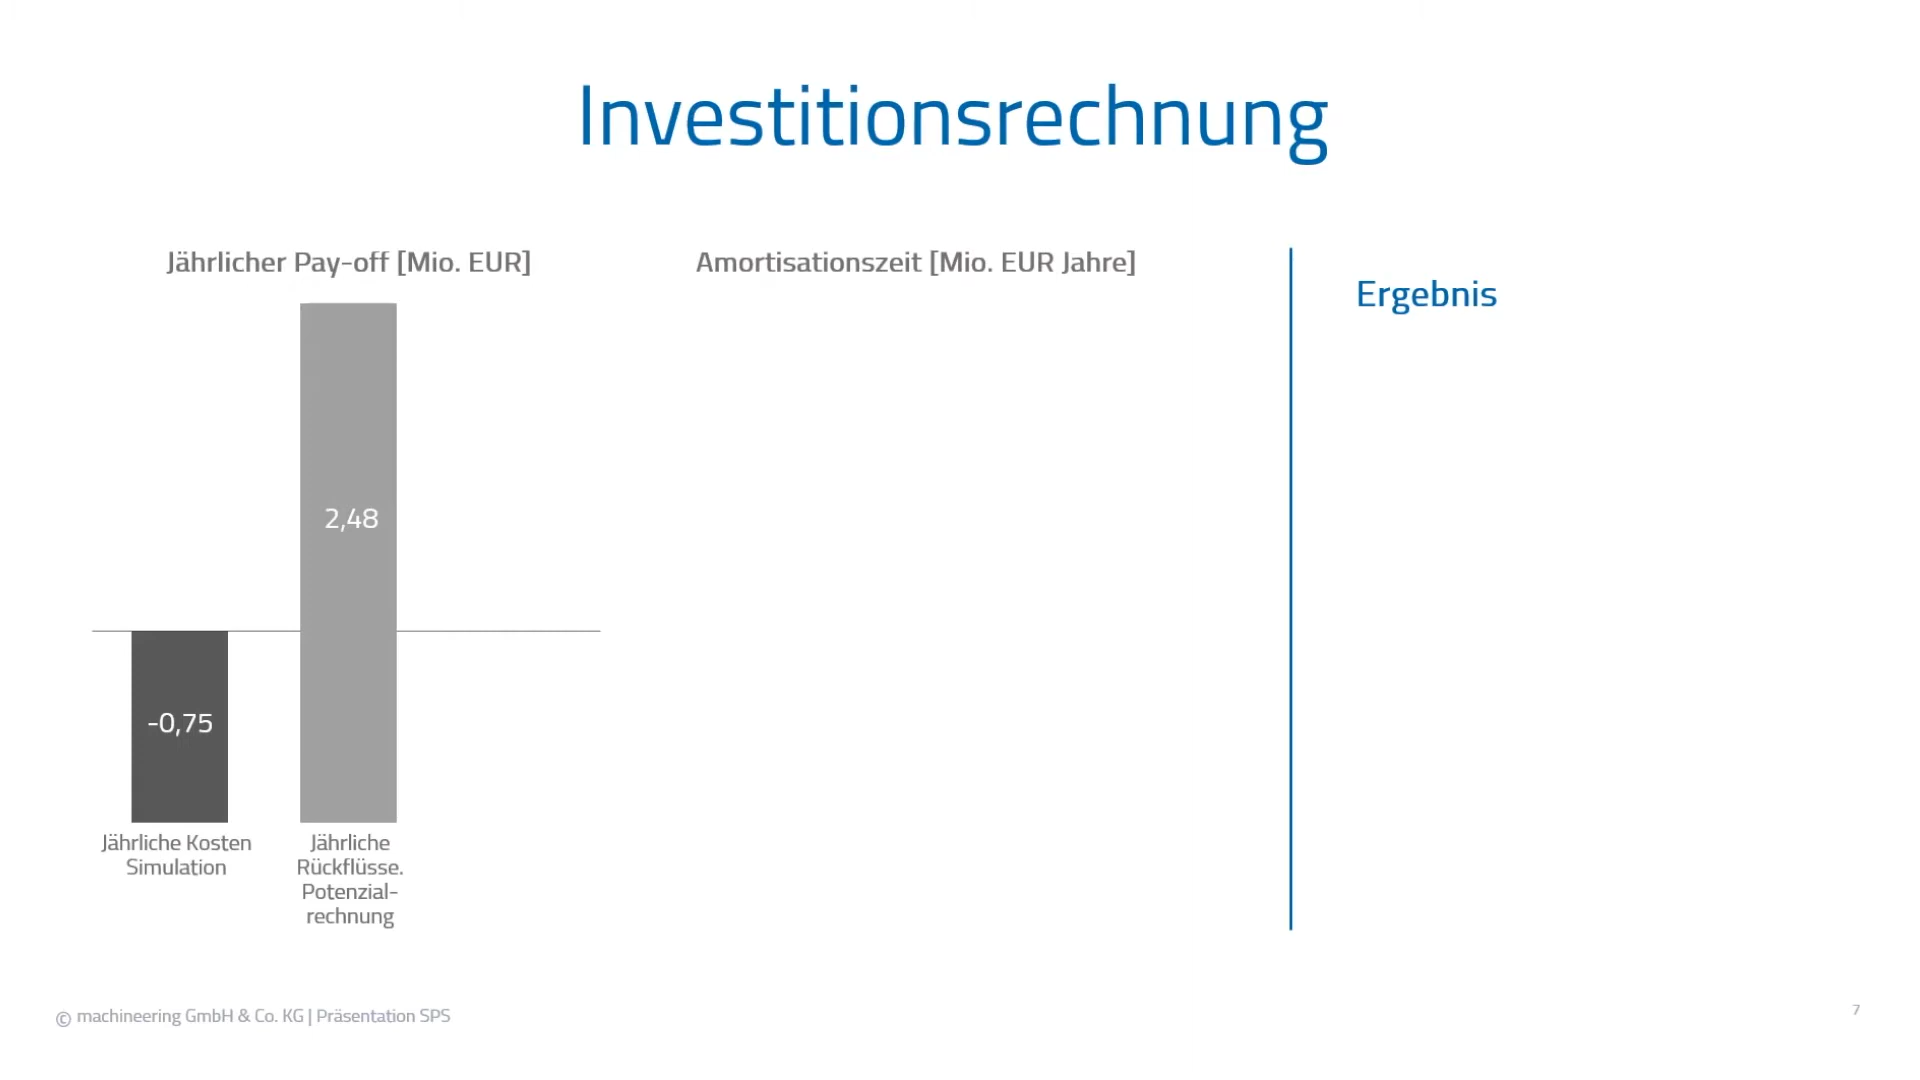 Investitionsrechnung
Jährlicher Pay-off [Mio. EUR]
2,48
-0,75
Jährliche Kosten
Simulation
Jährliche
Rückflüsse.
Potenzial-
rechnung
Amortisationszeit [Mio. EUR Jahre]
Ergebnis
© machineering GmbH & Co. KG | Präsentation SPS
7